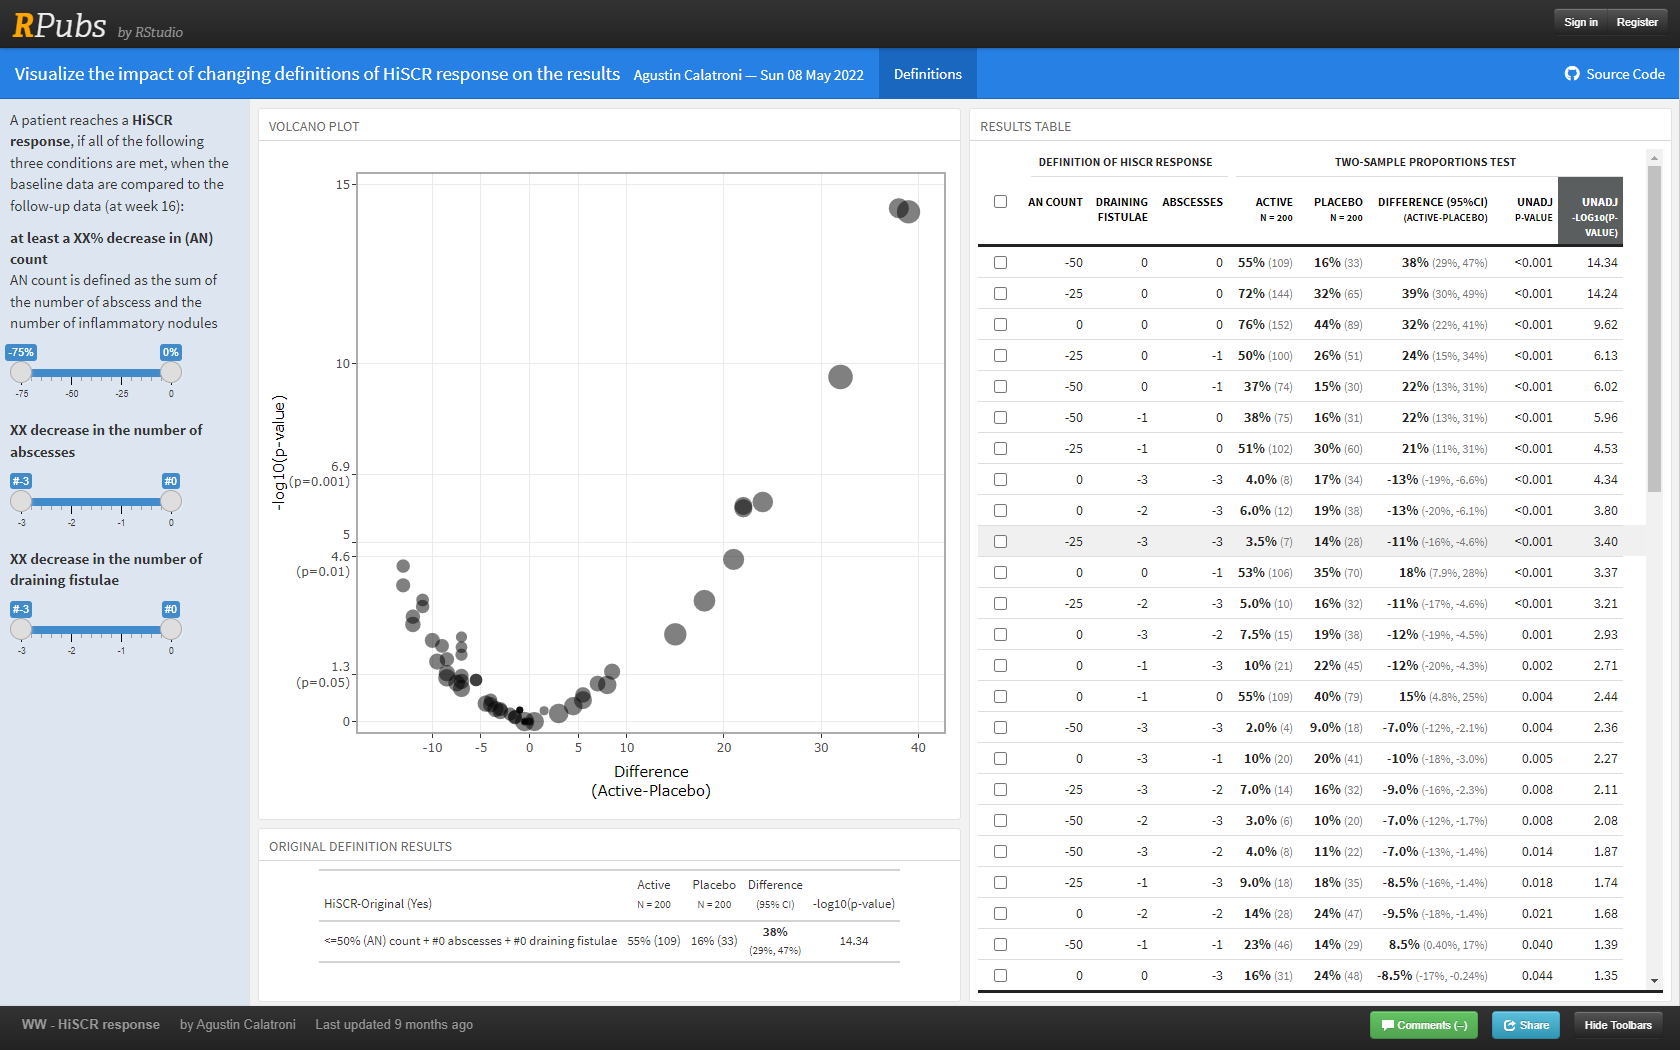 RPubs by RStudio
Sign in Register
Visualize the impact of changing definitions of HiSCR response on the results Agustin Calatroni — Sun 08 May 2022 Definitions Source Code
A patient reaches a HiSCR
response, if all of the following
three conditions are met, when the
baseline data are compared to the
follow-up data (at week 16):
at least a XX% decrease in (AN)
count
AN count is defined as the sum of
the number of abscess and the
number of inflammatory nodules
-75% 0%
-75 -50 -25 0
XX decrease in the number of
abscesses
#-3 #0
-3 -2 -1 0
XX decrease in the number of
draining fistulae
#-3 #0
-3 -2 -1 0
VOLCANO PLOT
-log10(p-value)
15
10
6.9
(p=0.001)
5
4.6
(p=0.01)
1.3
(p=0.05)
0
-10 -5 0 5 10 20 30 40
Difference
(Active-Placebo)
ORIGINAL DEFINITION RESULTS
Active Placebo Difference
HiSCR-Original (Yes) N = 200 N = 200 (95% CI) -log10(p-value)
<=50% (AN) count + #0 abscesses + #0 draining fistulae 55% (109) 16% (33) 38% (29%, 47%) 14.34
RESULTS TABLE
DEFINITION OF HISCR RESPONSE TWO-SAMPLE PROPORTIONS TEST
AN COUNT DRAINING FISTULAE ABSCESSES ACTIVE N = 200 PLACEBO N = 200 DIFFERENCE (95%CI) (ACTIVE-PLACEBO) UNADJ P-VALUE UNADJ -LOG10(P-VALUE)
-50 0 0 55% (109) 16% (33) 38% (29%, 47%) <0.001 14.34
-25 0 0 72% (144) 32% (65) 39% (30%, 49%) <0.001 14.24
0 0 0 76% (152) 44% (89) 32% (22%, 41%) <0.001 9.62
-25 0 -1 50% (100) 26% (51) 24% (15%, 34%) <0.001 6.13
-50 0 -1 37% (74) 15% (30) 22% (13%, 31%) <0.001 6.02
-50 -1 0 38% (75) 16% (31) 22% (13%, 31%) <0.001 5.96
-25 -1 0 51% (102) 30% (60) 21% (11%, 31%) <0.001 4.53
0 -3 -3 4.0% (8) 17% (34) -13% (-19%, -6.6%) <0.001 4.34
0 -2 -3 6.0% (12) 19% (38) -13% (-20%, -6.1%) <0.001 3.80
-25 -3 -3 3.5% (7) 14% (28) -11% (-16%, -4.6%) <0.001 3.40
0 0 -1 53% (106) 35% (70) 18% (7.9%, 28%) <0.001 3.37
-25 -2 -3 5.0% (10) 16% (32) -11% (-17%, -4.6%) <0.001 3.21
0 -3 -2 7.5% (15) 19% (38) -12% (-19%, -4.5%) 0.001 2.93
0 -1 -3 10% (21) 22% (45) -12% (-20%, -4.3%) 0.002 2.71
0 -1 0 55% (109) 40% (79) 15% (4.8%, 25%) 0.004 2.44
-50 -3 -3 2.0% (4) 9.0% (18) -7.0% (-12%, -2.1%) 0.004 2.36
0 -3 -1 10% (20) 20% (41) -10% (-18%, -3.0%) 0.005 2.27
-25 -3 -2 7.0% (14) 16% (32) -9.0% (-16%, -2.3%) 0.008 2.11
-50 -2 -3 3.0% (6) 10% (20) -7.0% (-12%, -1.7%) 0.008 2.08
-50 -3 -2 4.0% (8) 11% (22) -7.0% (-13%, -1.4%) 0.014 1.87
-25 -1 -3 9.0% (18) 18% (35) -8.5% (-16%, -1.4%) 0.018 1.74
0 -2 -2 14% (28) 24% (47) -9.5% (-18%, -1.4%) 0.021 1.68
-50 -1 -1 23% (46) 14% (29) 8.5% (0.40%, 17%) 0.040 1.39
0 0 -3 16% (31) 24% (48) -8.5% (-17%, -0.24%) 0.044 1.35
WW - HiSCR response by Agustin Calatroni Last updated 9 months ago
Comments (–) Share Hide Toolbars